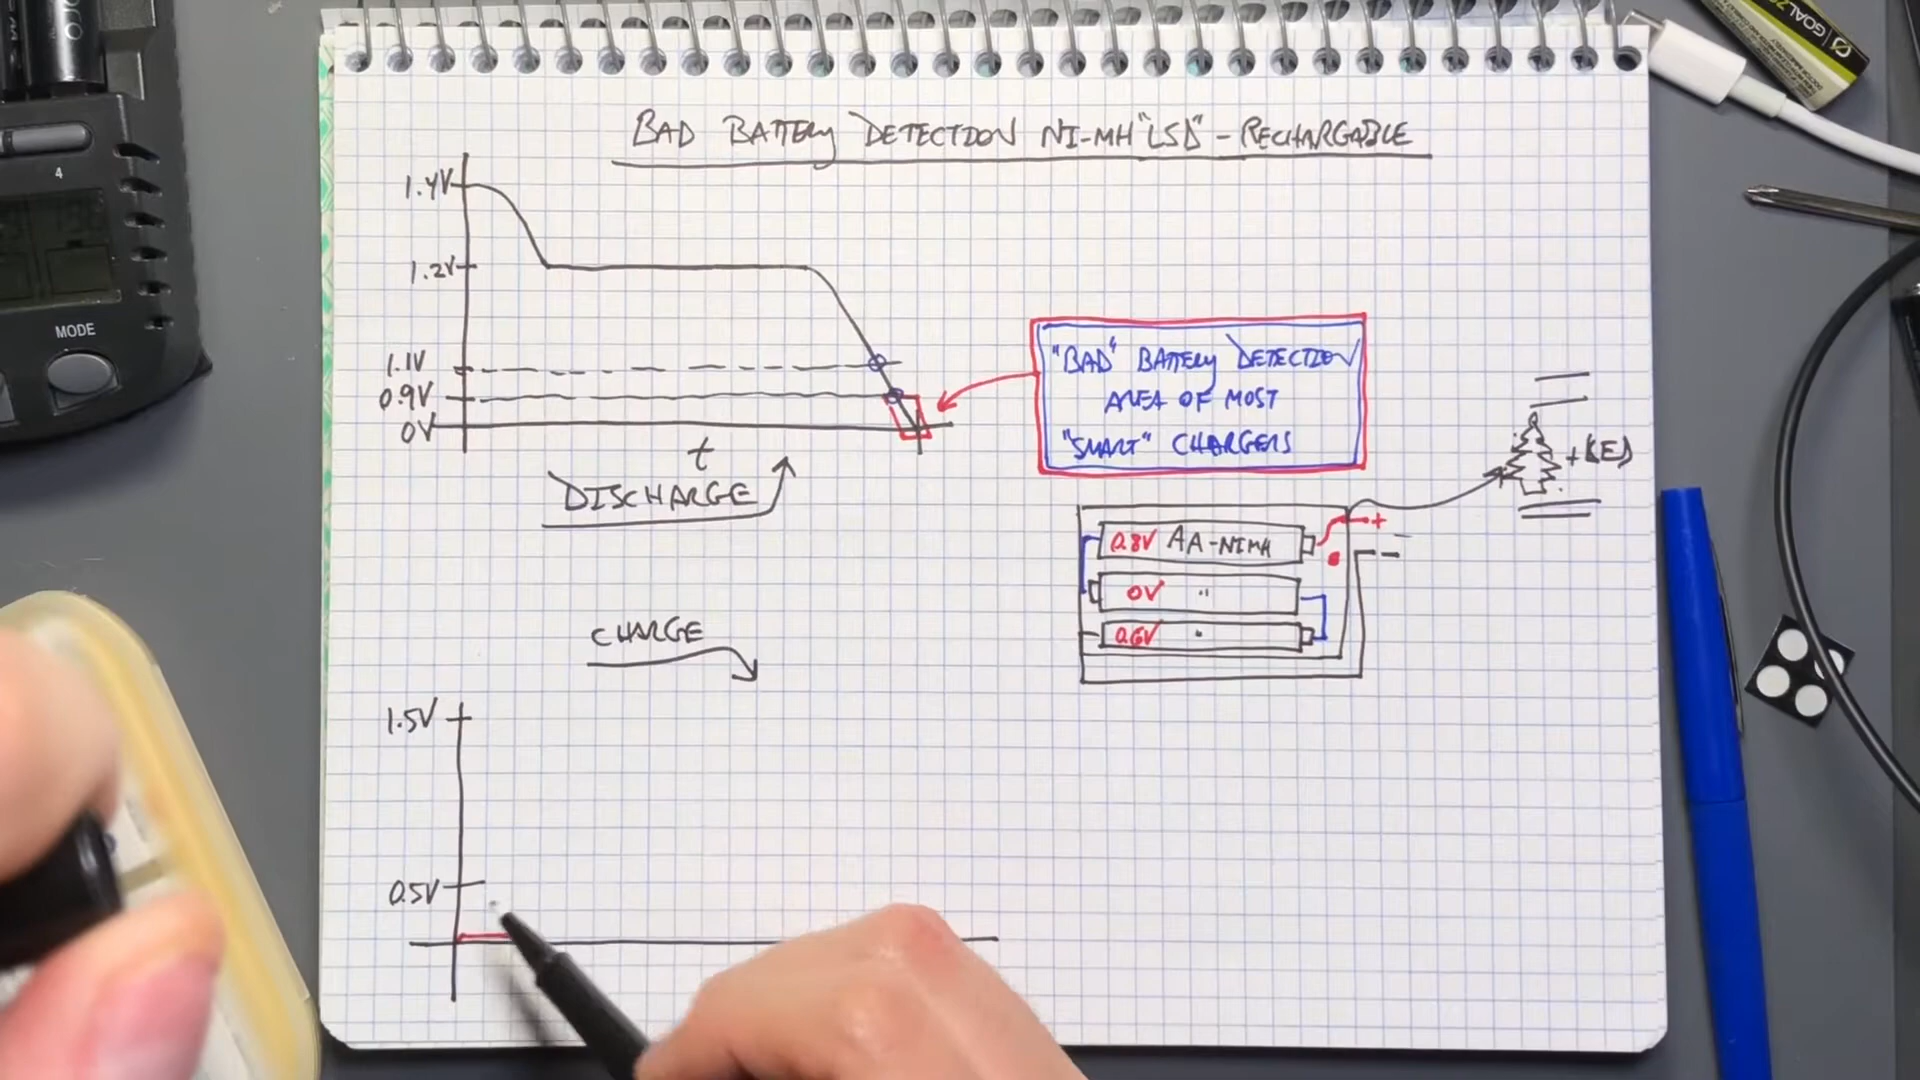 BAD BATTERY DETECTION NI-MH "LSD" - RECHARGABLE
1.4V
1.2V
1.1V
0.9V
0V
t
DISCHARGE
"BAD" BATTERY DETECTION
AREA OF MOST
"SMART" CHARGERS
+ LED
0.8V AA-NIMH
+
-
0V "
0.6V "
CHARGE
1.5V
0.5V
4
MODE